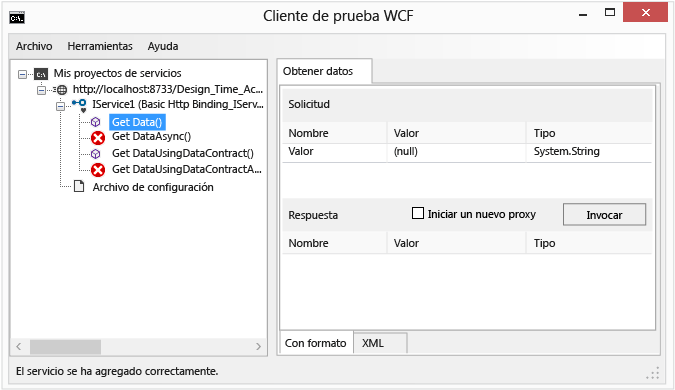 Cliente de prueba WCF
Archivo Herramientas Ayuda
Mis proyectos de servicios
http://localhost:8733/Design_Time_Ac...
IService1 (Basic Http Binding_IServ...
Get Data()
Get DataAsync()
Get DataUsingDataContract()
Get DataUsingDataContractA...
Archivo de configuración
Obtener datos
Solicitud
Nombre Valor Tipo
Valor (null) System.String
Respuesta Iniciar un nuevo proxy Invocar
Nombre Valor Tipo
Con formato XML
El servicio se ha agregado correctamente.